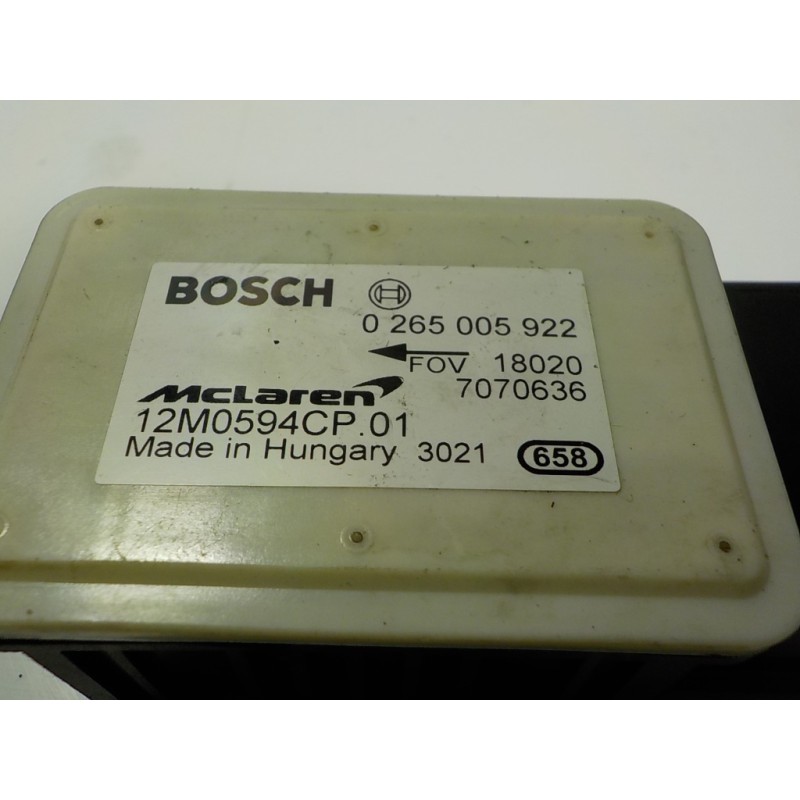 BOSCH
0 265 005 922
FOV 18020
McLaren 7070636
12M0594CP.01
Made in Hungary 3021 658